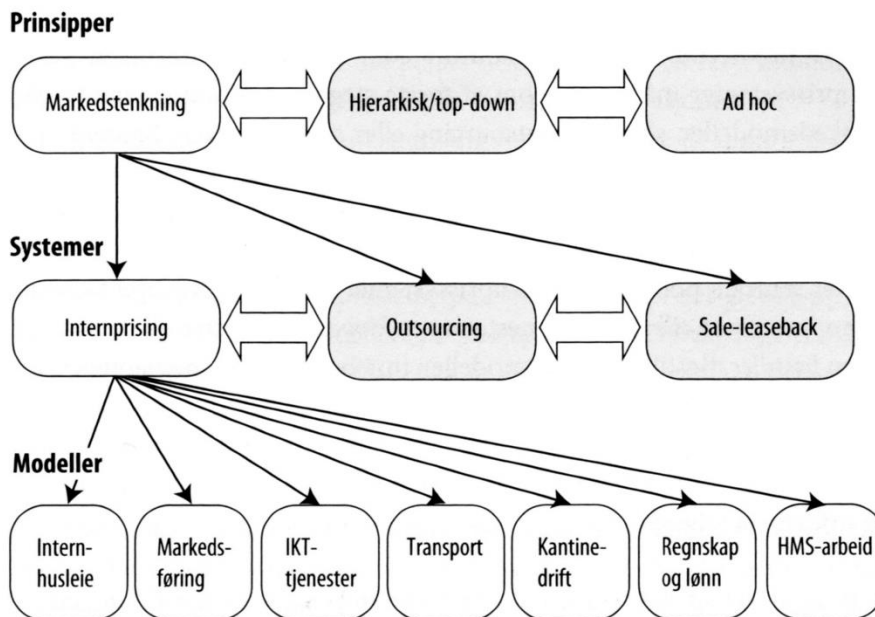 Prinsipper
Markedstenkning
Hierarkisk/top-down
Ad hoc
Systemer
Internprising
Outsourcing
Sale-leaseback
Modeller
Intern-
husleie
Markeds-
føring
IKT-
tjenester
Transport
Kantine-
drift
Regnskap
og lønn
HMS-arbeid